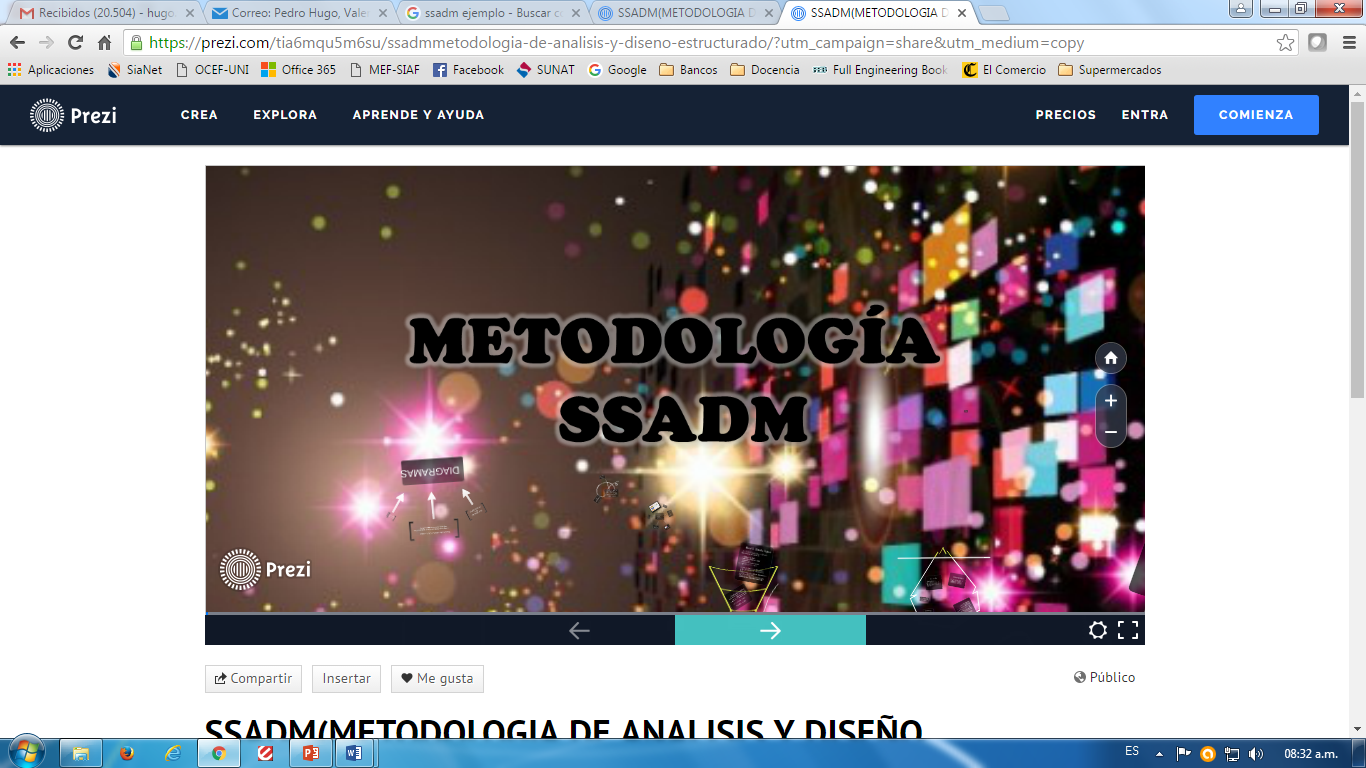 Recibidos (20.504) - hugo
Correo: Pedro Hugo, Vale
ssadm ejemplo - Buscar c
SSADM(METODOLOGIA D
SSADM(METODOLOGIA D
https://prezi.com/tia6mqu5m6su/ssadmmetodologia-de-analisis-y-diseno-estructurado/?utm_campaign=share&utm_medium=copy
Aplicaciones SiaNet OCEF-UNI Office 365 MEF-SIAF Facebook SUNAT Google Bancos Docencia Full Engineering Book El Comercio Supermercados
Prezi CREA EXPLORA APRENDE Y AYUDA PRECIOS ENTRA COMIENZA
METODOLOGÍA
SSADM
DIAGRAMAS
Prezi
Compartir Insertar Me gusta Público
SSADM(METODOLOGIA DE ANALISIS Y DISEÑO
ES 08:32 a.m.